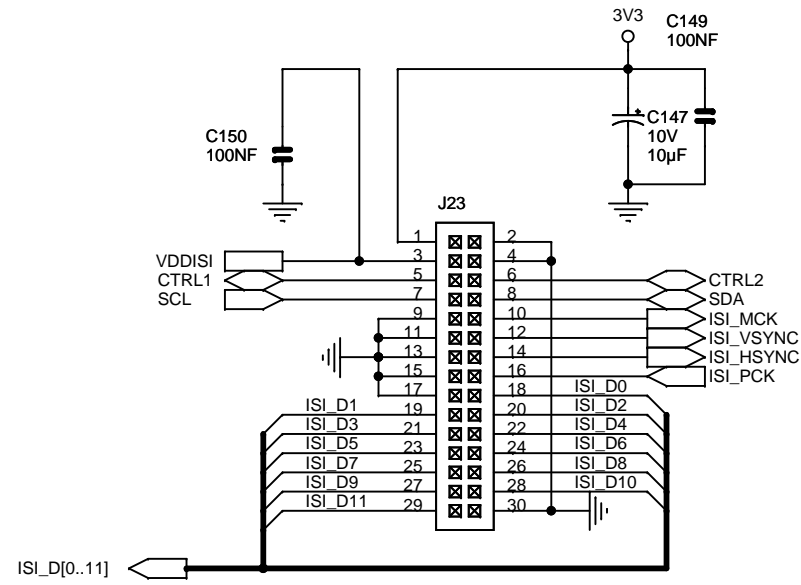 3V3
C149
100NF
C147
10V
10µF
C150
100NF
J23
1 2
VDDISI 3 4
CTRL1 5 6 CTRL2
SCL 7 8 SDA
9 10 ISI_MCK
11 12 ISI_VSYNC
13 14 ISI_HSYNC
15 16 ISI_PCK
17 18 ISI_D0
ISI_D1 19 20 ISI_D2
ISI_D3 21 22 ISI_D4
ISI_D5 23 24 ISI_D6
ISI_D7 25 26 ISI_D8
ISI_D9 27 28 ISI_D10
ISI_D11 29 30
ISI_D[0..11]